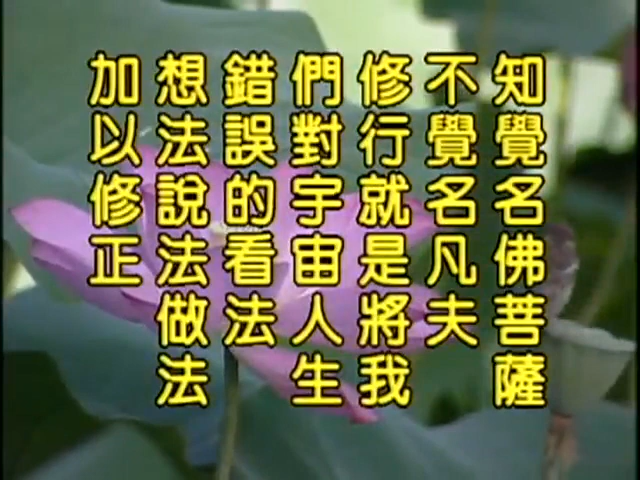 知覺名佛菩薩
不覺名凡夫
修行就是將我
們對宇宙人生
錯誤的看法
想法說法做法
加以修正